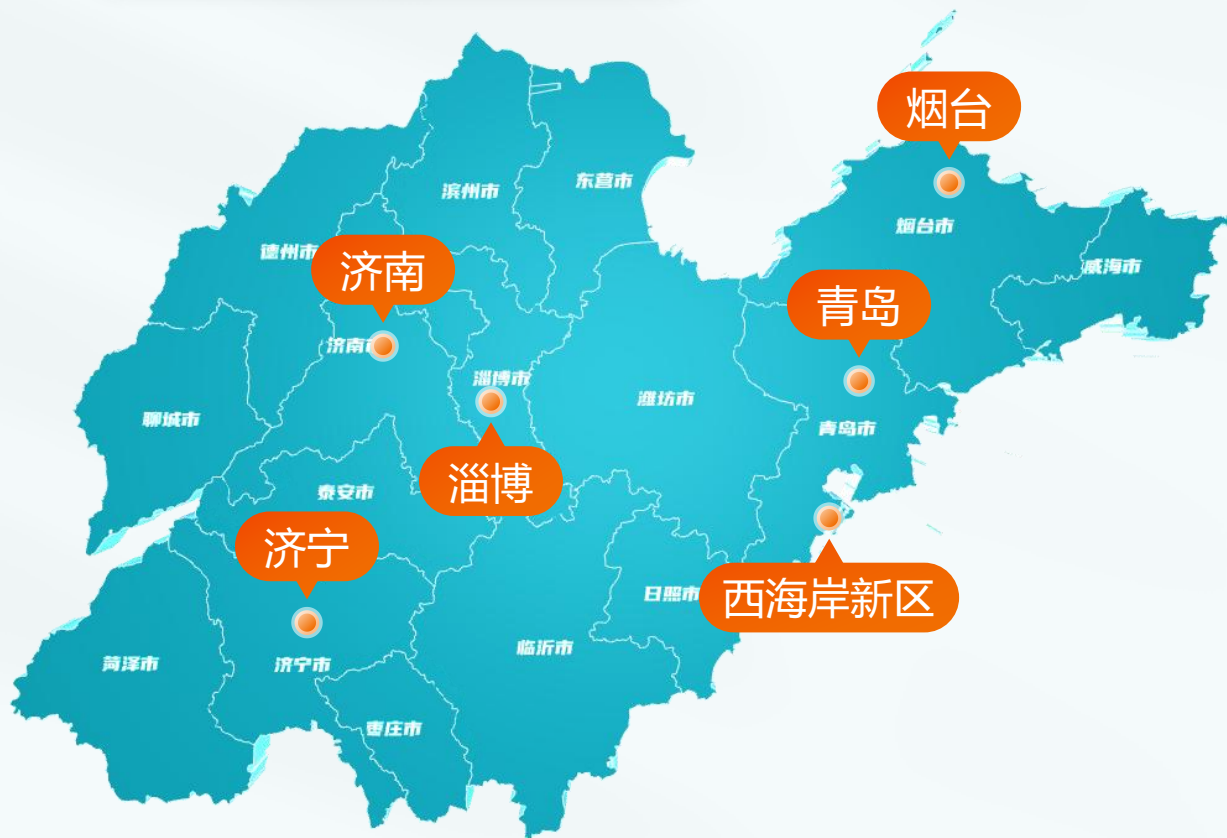 烟台
滨州市
东营市
烟台市
德州市
济南
威海市
青岛
济南市
淄博市
潍坊市
聊城市
青岛市
淄博
泰安市
济宁
西海岸新区
日照市
临沂市
菏泽市
济宁市
枣庄市